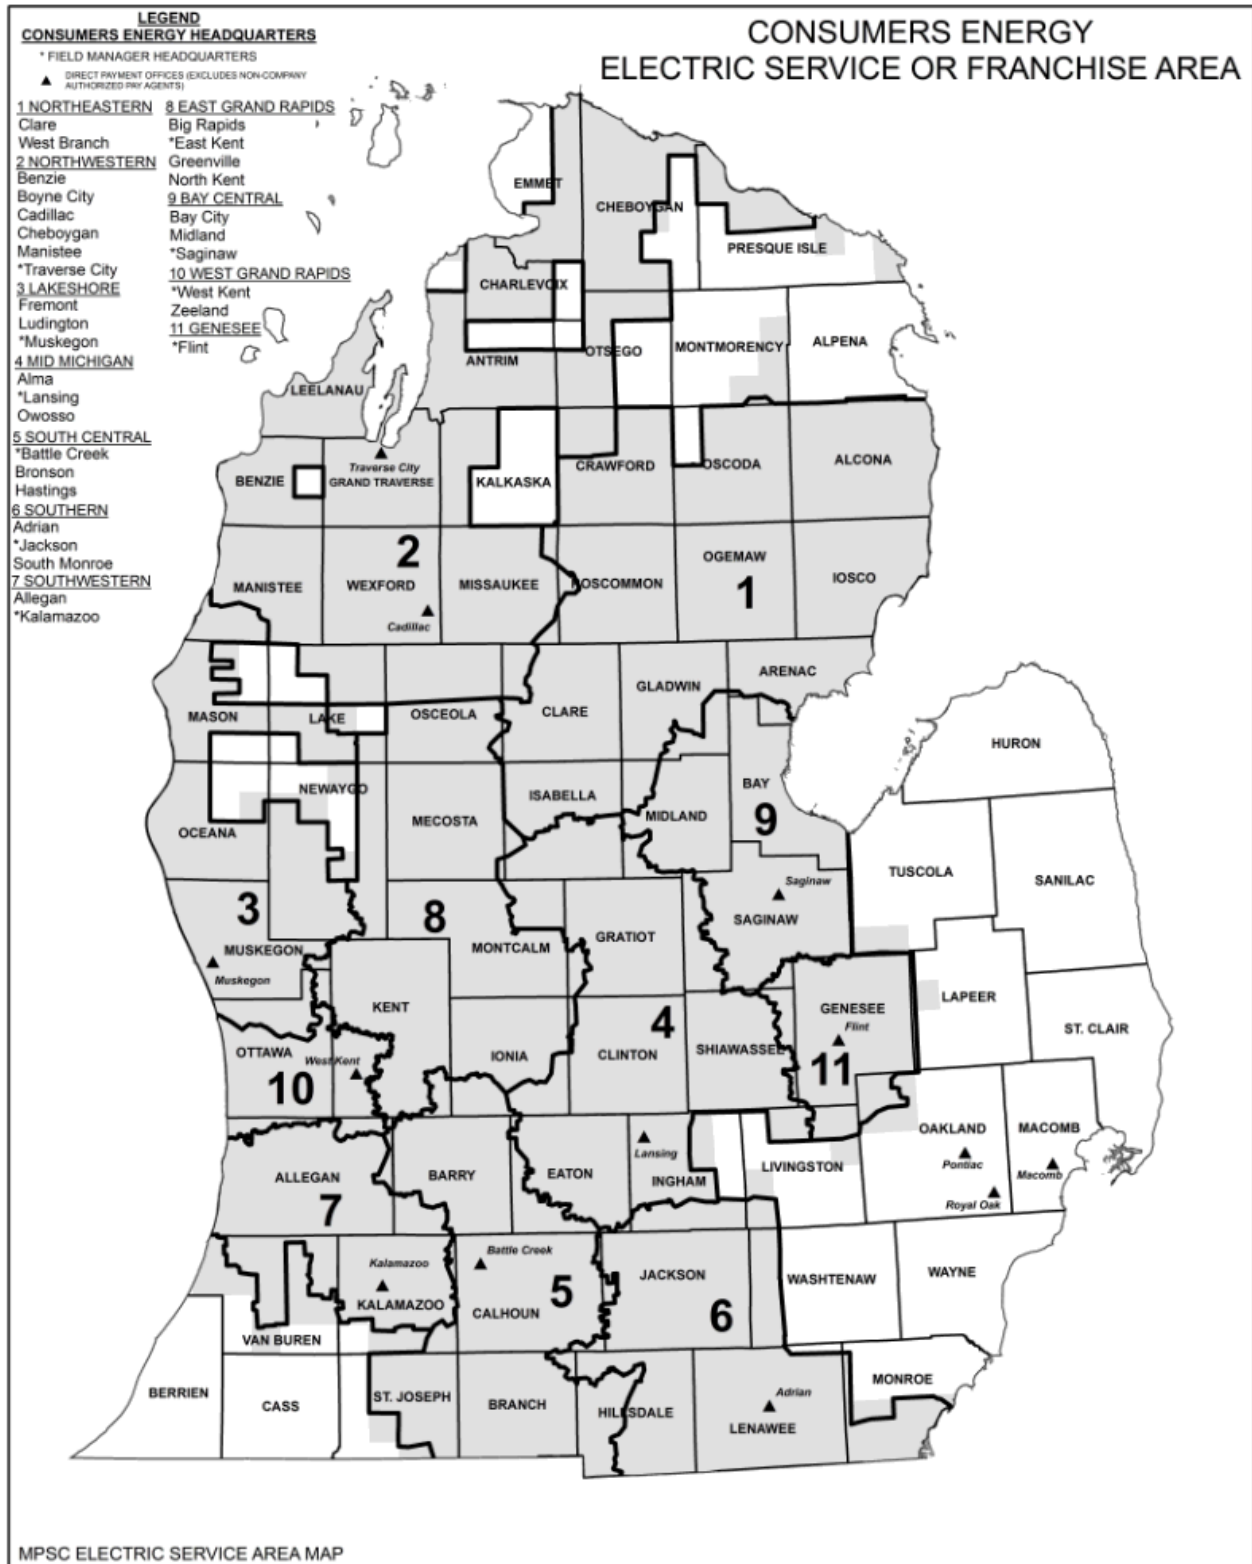 LEGEND
CONSUMERS ENERGY HEADQUARTERS
* FIELD MANAGER HEADQUARTERS
▲ DIRECT PAYMENT OFFICES (EXCLUDES NON-COMPANY
AUTHORIZED PAY AGENTS)
1 NORTHEASTERN
Clare
West Branch
2 NORTHWESTERN
Benzie
Boyne City
Cadillac
Cheboygan
Manistee
*Traverse City
3 LAKESHORE
Fremont
Ludington
*Muskegon
4 MID MICHIGAN
Alma
*Lansing
Owosso
5 SOUTH CENTRAL
*Battle Creek
Bronson
Hastings
6 SOUTHERN
Adrian
*Jackson
South Monroe
7 SOUTHWESTERN
Allegan
*Kalamazoo
8 EAST GRAND RAPIDS
Big Rapids
*East Kent
Greenville
North Kent
9 BAY CENTRAL
Bay City
Midland
*Saginaw
10 WEST GRAND RAPIDS
*West Kent
Zeeland
11 GENESEE
*Flint
CONSUMERS ENERGY
ELECTRIC SERVICE OR FRANCHISE AREA
EMMET
CHEBOYGAN
PRESQUE ISLE
CHARLEVOIX
ANTRIM
OTSEGO
MONTMORENCY
ALPENA
LEELANAU
BENZIE
Traverse City
GRAND TRAVERSE
KALKASKA
CRAWFORD
OSCODA
ALCONA
MANISTEE
2
WEXFORD
Cadillac
MISSAUKEE
ROSCOMMON
OGEMAW
1
IOSCO
MASON
LAKE
OSCEOLA
CLARE
GLADWIN
ARENAC
HURON
OCEANA
NEWAYGO
MECOSTA
ISABELLA
MIDLAND
BAY
9
TUSCOLA
SANILAC
3
MUSKEGON
Muskegon
8
MONTCALM
GRATIOT
Saginaw
SAGINAW
KENT
IONIA
4
CLINTON
SHIAWASSEE
GENESEE
Flint
11
LAPEER
ST. CLAIR
OTTAWA
West Kent
10
ALLEGAN
7
BARRY
EATON
Lansing
INGHAM
LIVINGSTON
OAKLAND
Pontiac
Royal Oak
MACOMB
Macomb
Kalamazoo
KALAMAZOO
Battle Creek
CALHOUN
5
JACKSON
6
WASHTENAW
WAYNE
VAN BUREN
BERRIEN
CASS
ST. JOSEPH
BRANCH
HILLSDALE
Adrian
LENAWEE
MONROE
MPSC ELECTRIC SERVICE AREA MAP